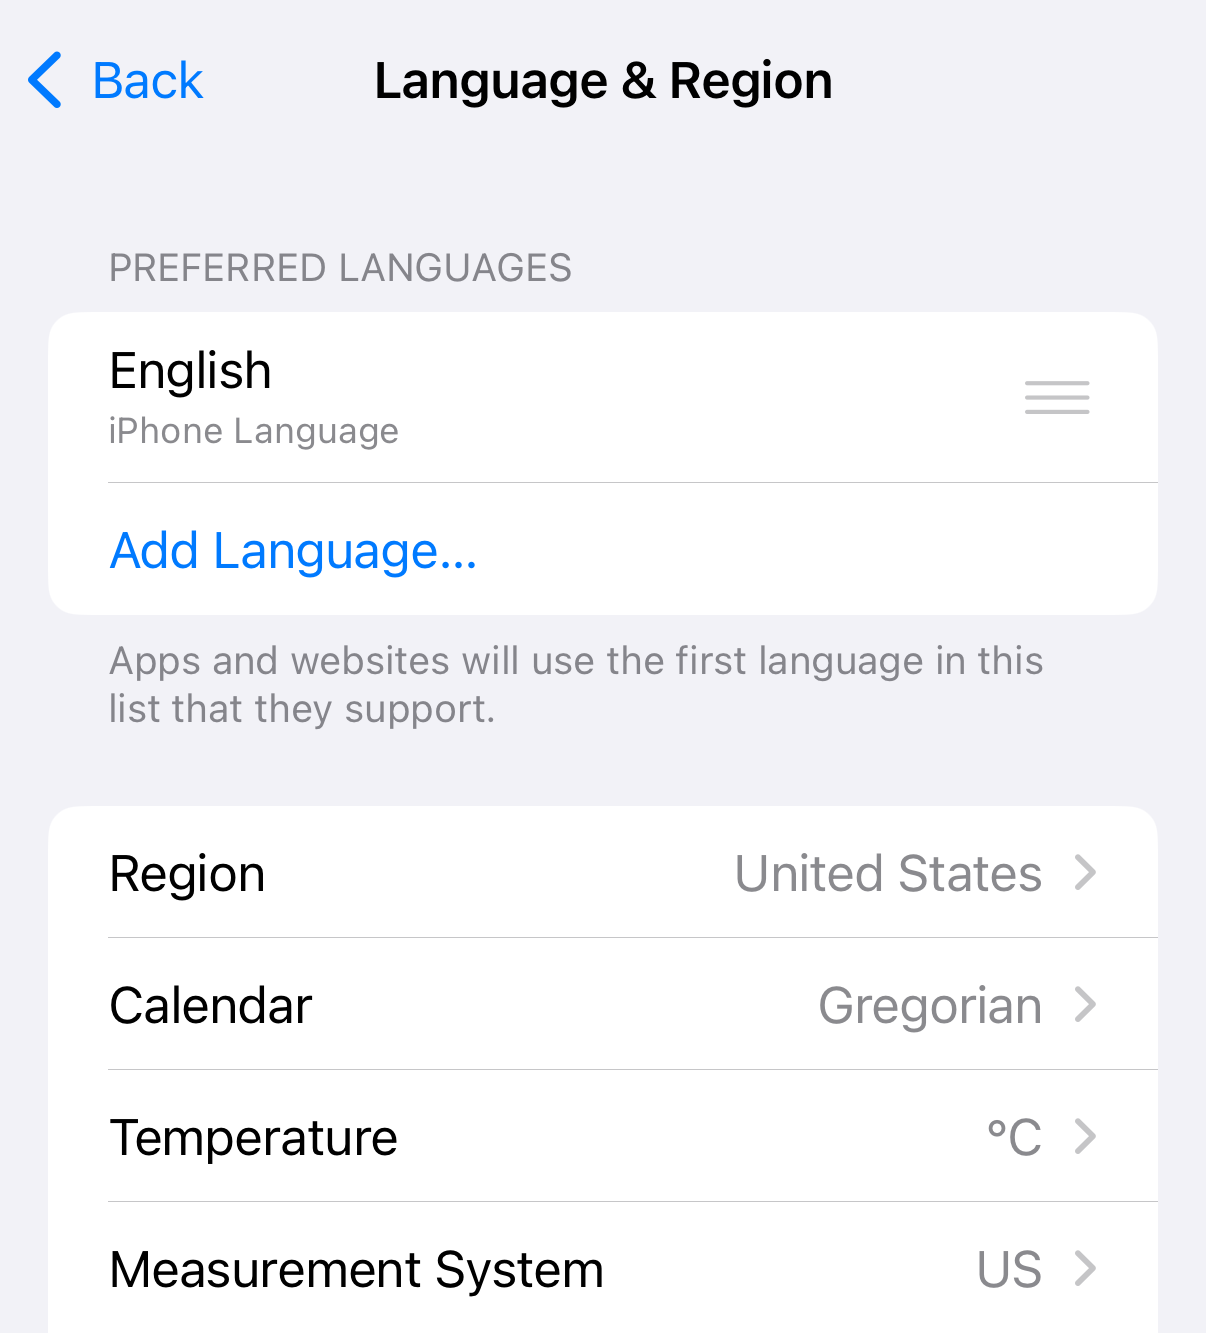 Back
Language & Region
PREFERRED LANGUAGES
English
iPhone Language
Add Language...
Apps and websites will use the first language in this
list that they support.
Region United States
Calendar Gregorian
Temperature °C
Measurement System US